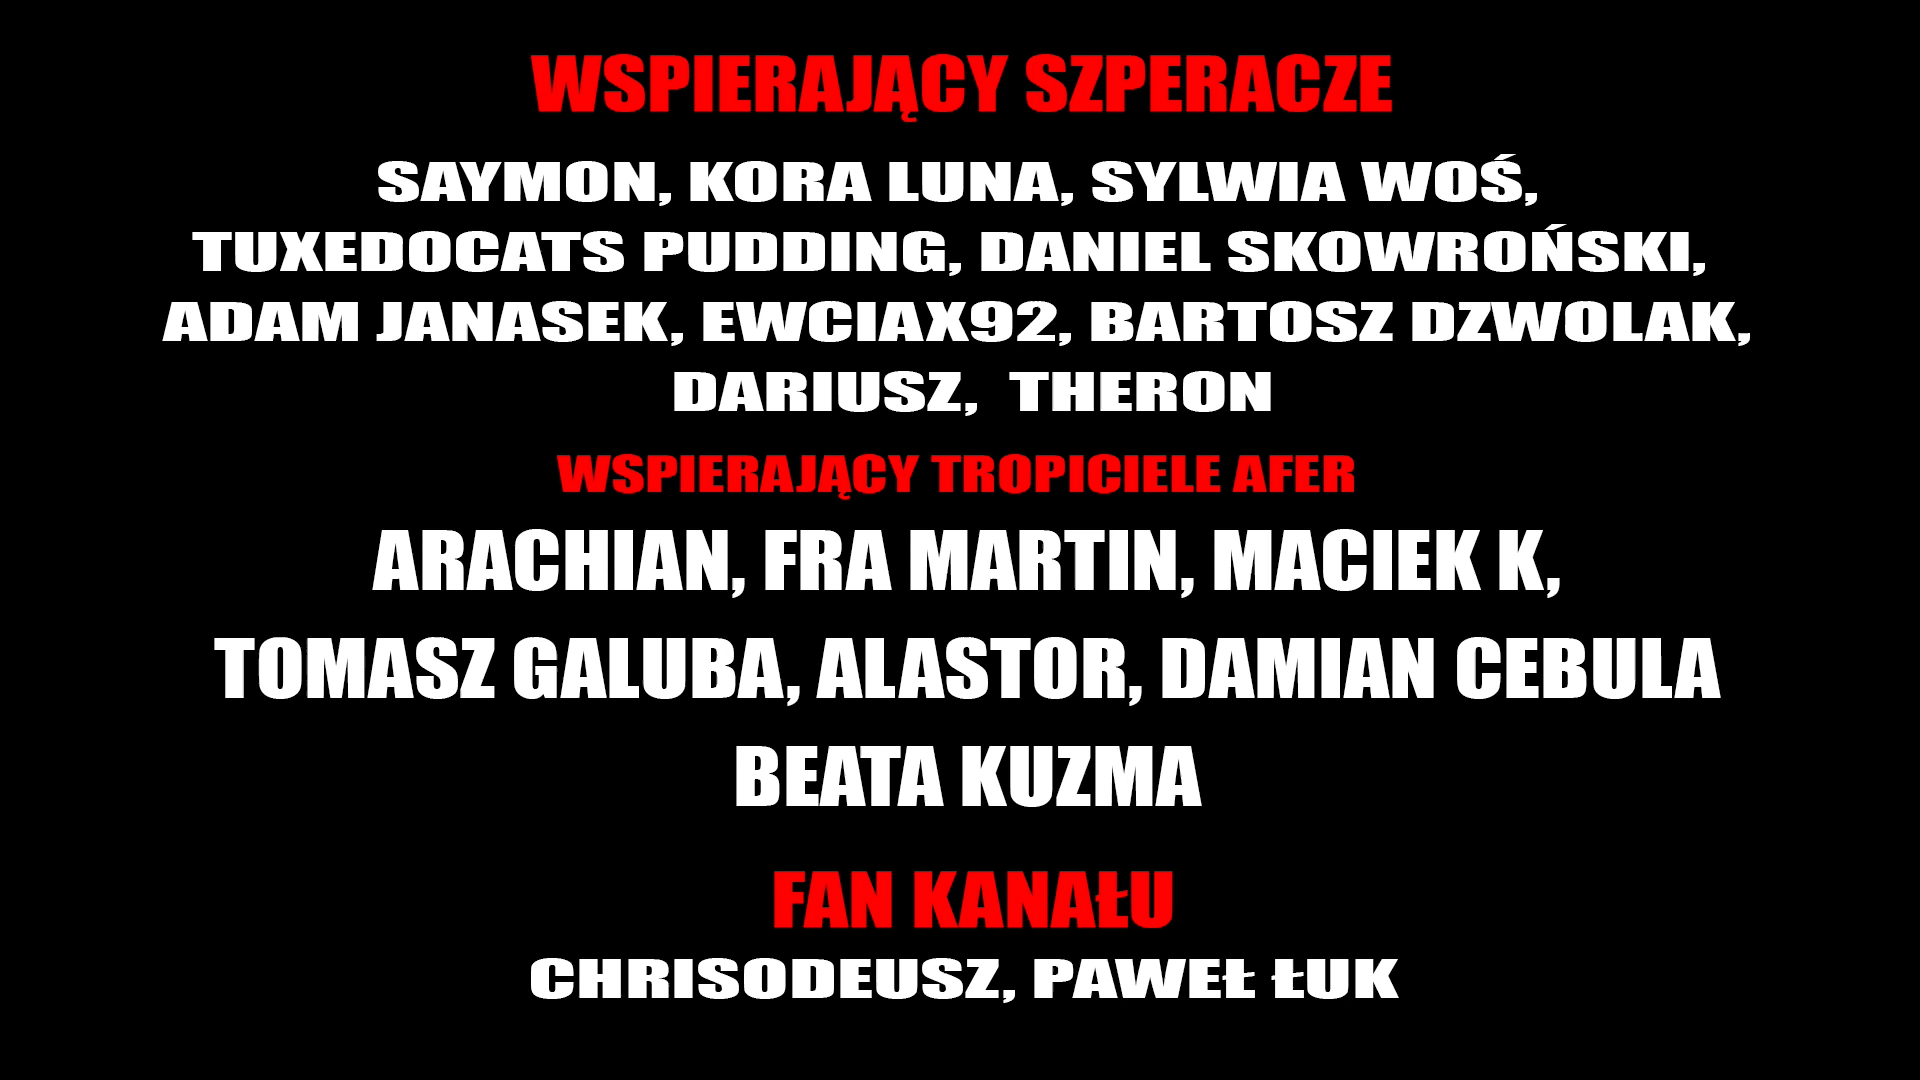 WSPIERAJĄCY SZPERACZE
SAYMON, KORA LUNA, SYLWIA WOŚ,
TUXEDOCATS PUDDING, DANIEL SKOWROŃSKI,
ADAM JANASEK, EWCIAX92, BARTOSZ DZWOLAK,
DARIUSZ,  THERON
WSPIERAJĄCY TROPICIELE AFER
ARACHIAN, FRA MARTIN, MACIEK K,
TOMASZ GALUBA, ALASTOR, DAMIAN CEBULA
BEATA KUZMA
FAN KANAŁU
CHRISODEUSZ, PAWEŁ ŁUK